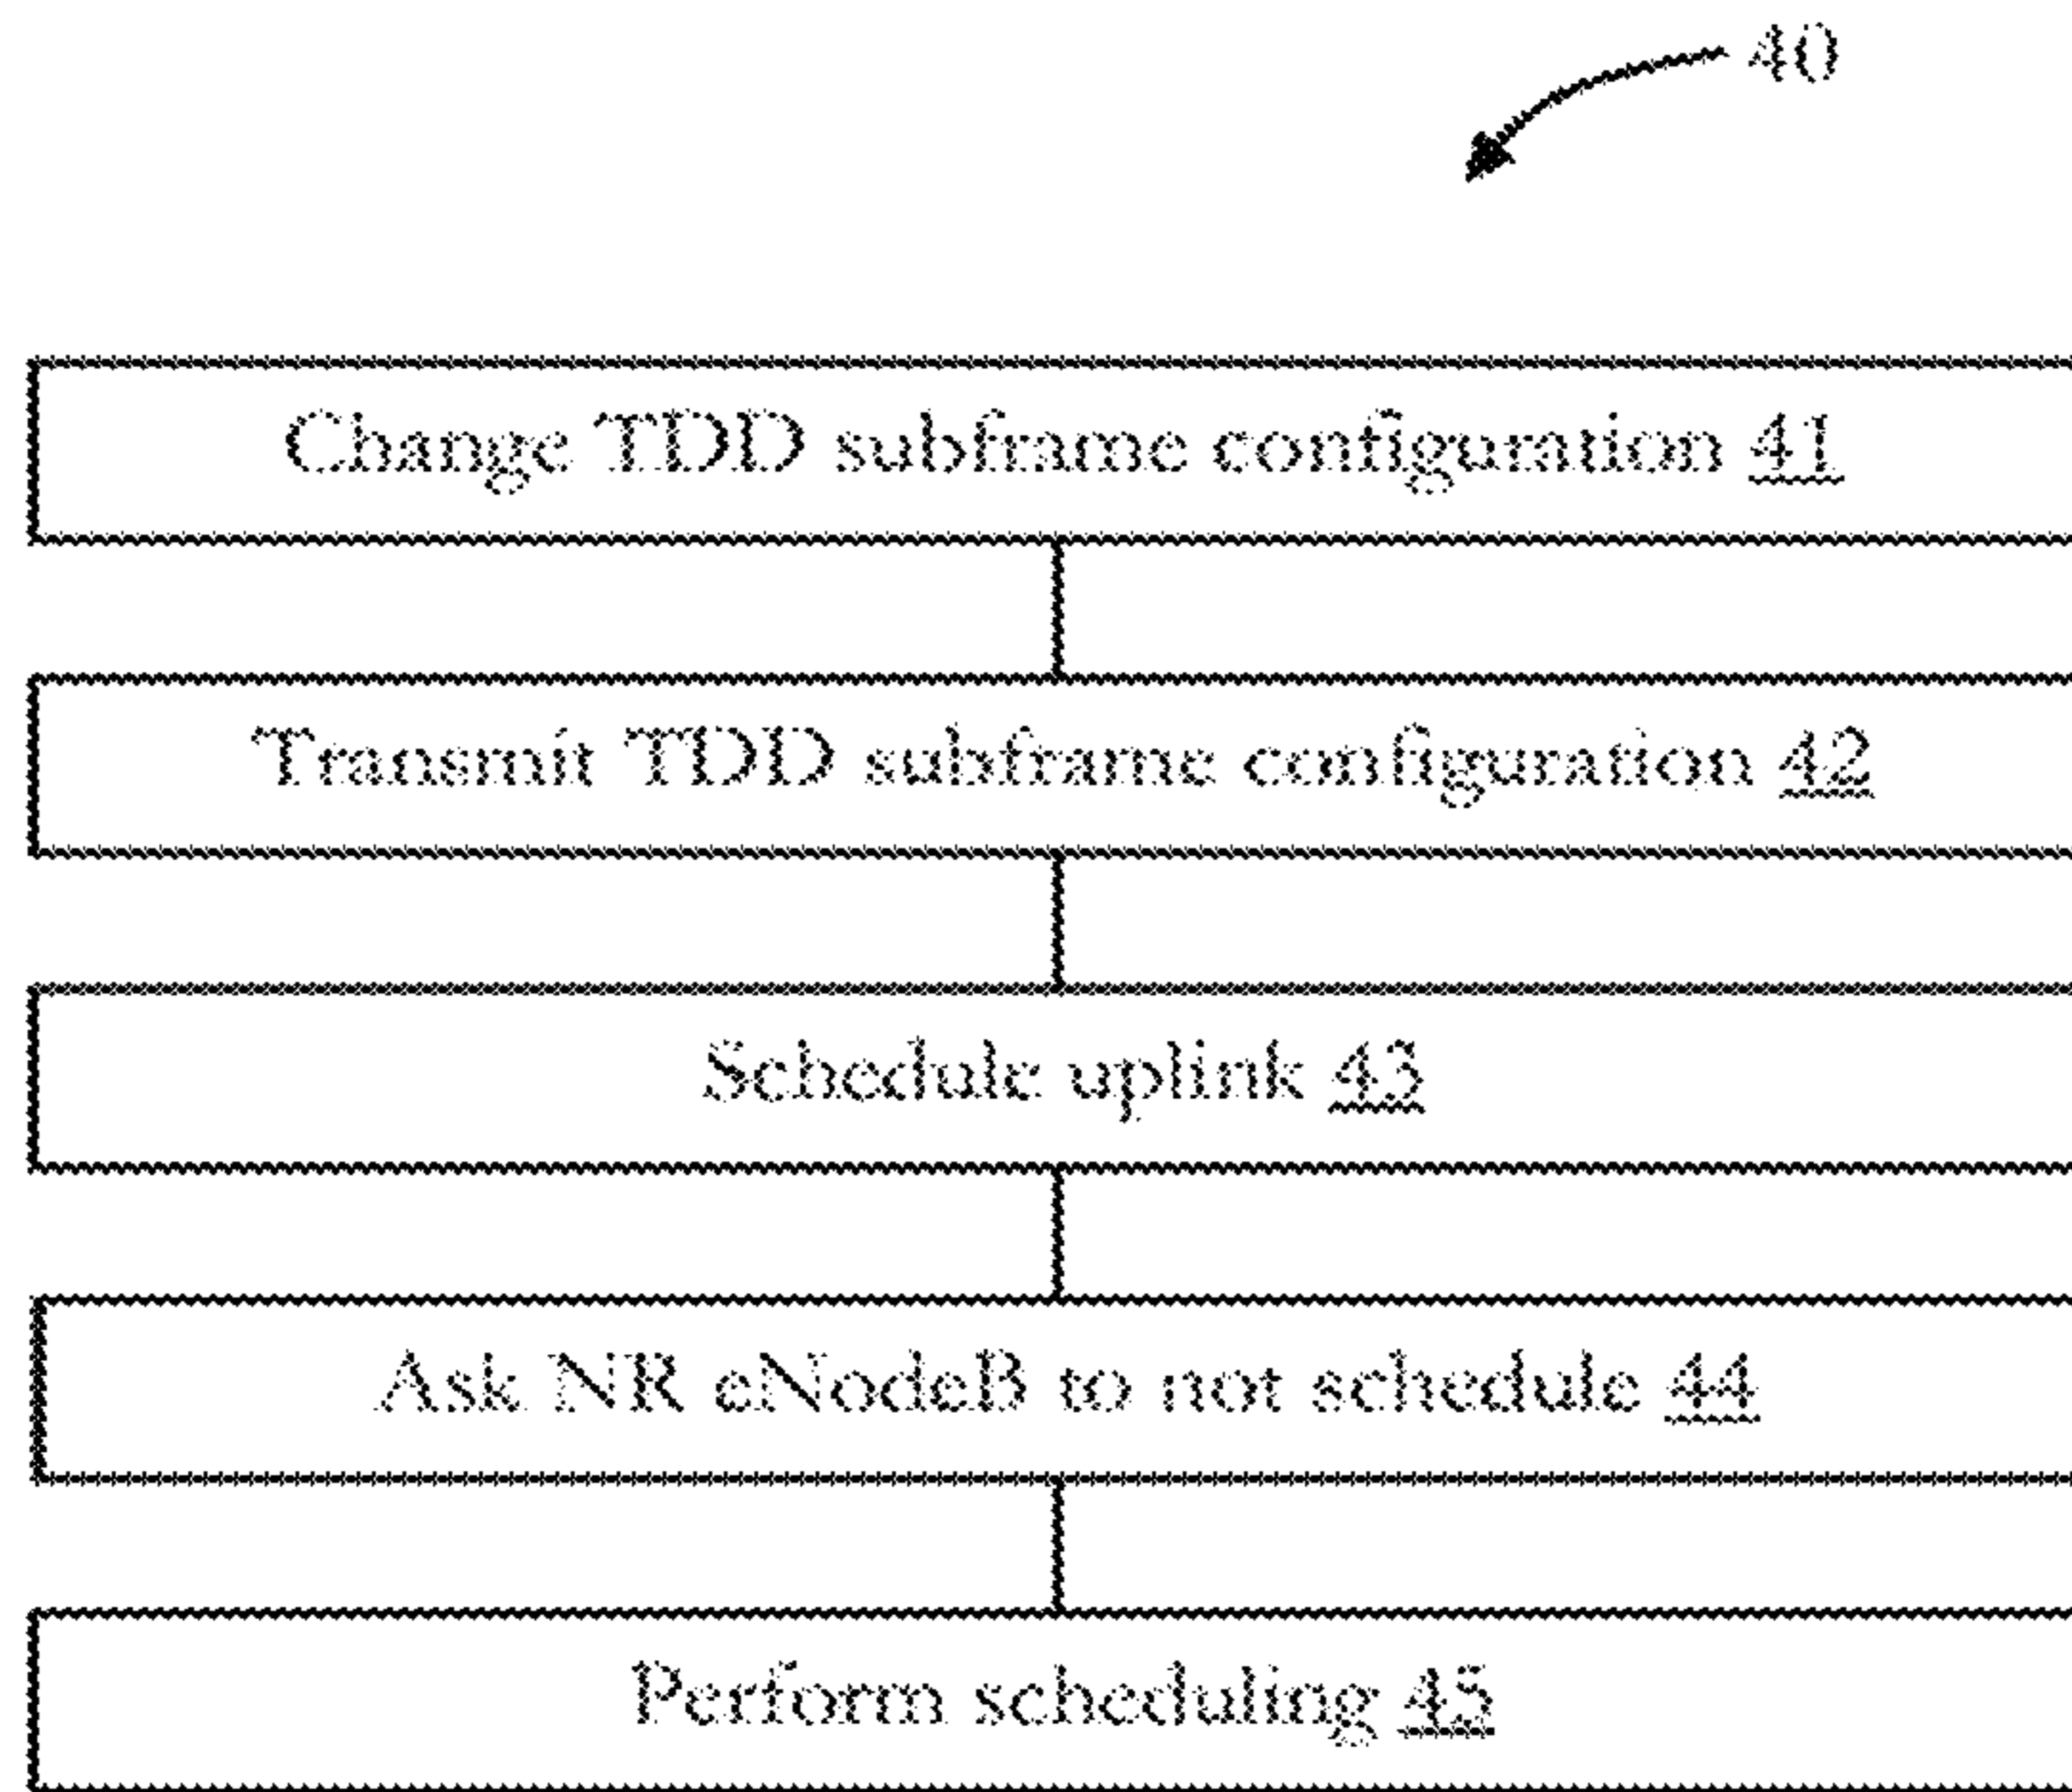 40
Change TDD subframe configuration 41
Transmit TDD subframe configuration 42
Schedule uplink 43
Ask NR eNodeB to not schedule 44
Perform scheduling 45